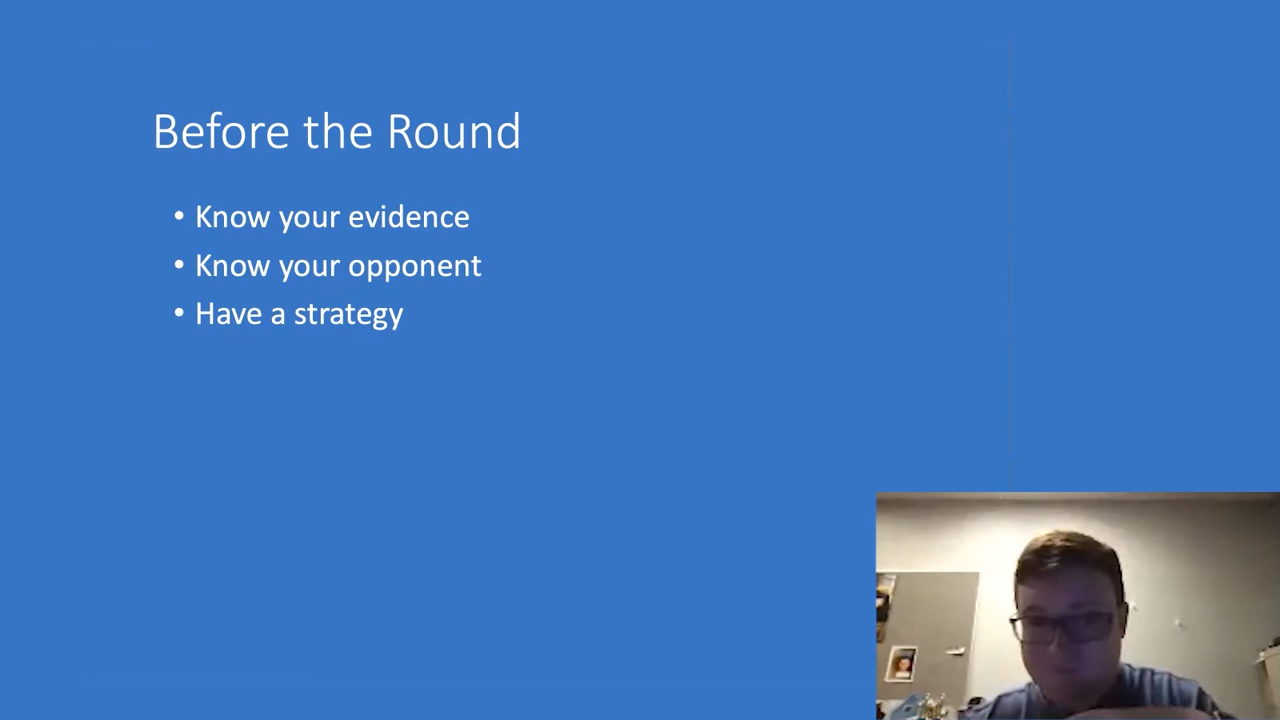 Before the Round
• Know your evidence
• Know your opponent
• Have a strategy